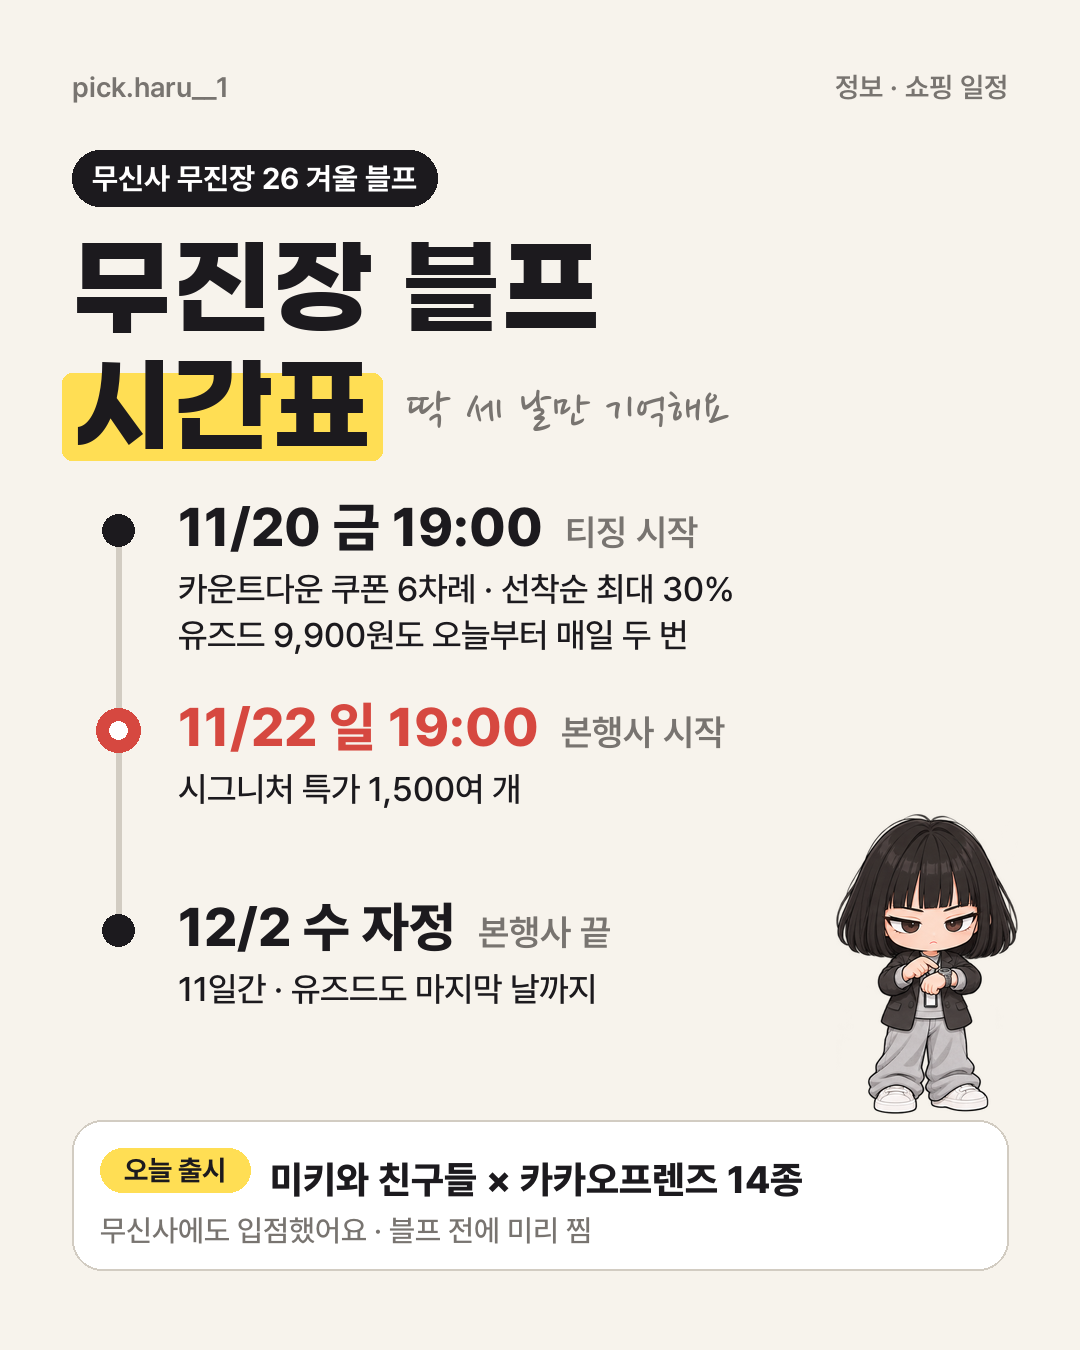 pick.haru__1
정보 · 쇼핑 일정
무신사 무진장 26 겨울 블프
무진장 블프
시간표
딱 세 날만 기억해요
11/20 금 19:00 티징 시작
카운트다운 쿠폰 6차례 · 선착순 최대 30%
유즈드 9,900원도 오늘부터 매일 두 번
11/22 일 19:00 본행사 시작
시그니처 특가 1,500여 개
12/2 수 자정 본행사 끝
11일간 · 유즈드도 마지막 날까지
오늘 출시 미키와 친구들 × 카카오프렌즈 14종
무신사에도 입점했어요 · 블프 전에 미리 찜